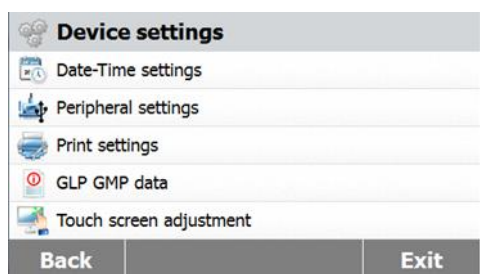 Device settings
Date-Time settings
Peripheral settings
Print settings
GLP GMP data
Touch screen adjustment
Back Exit